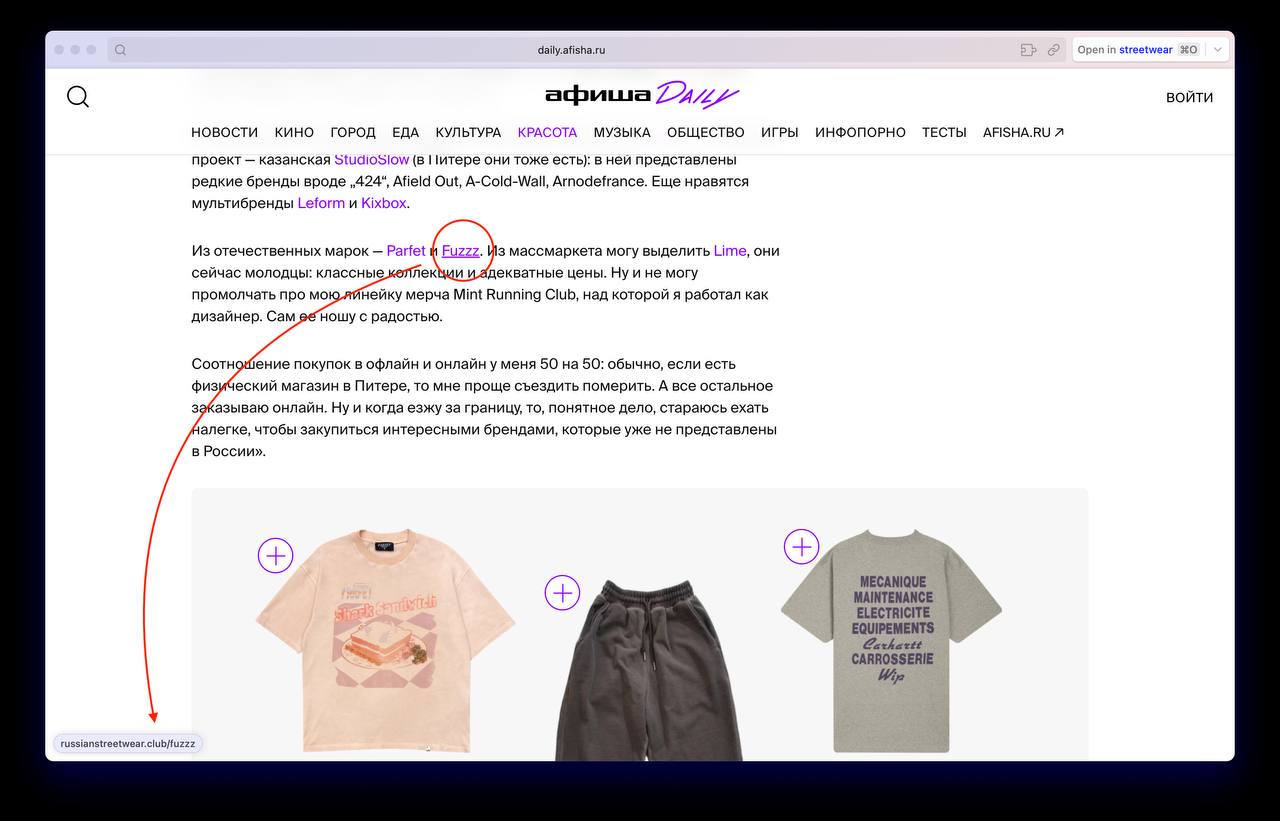 daily.afisha.ru
Open in streetwear ⌘O
афиша DAILY
ВОЙТИ
НОВОСТИ КИНО ГОРОД ЕДА КУЛЬТУРА КРАСОТА МУЗЫКА ОБЩЕСТВО ИГРЫ ИНФОПОРНО ТЕСТЫ AFISHA.RU ↗
проект — казанская StudioSlow (в Питере они тоже есть): в ней представлены
редкие бренды вроде „424“, Afield Out, A-Cold-Wall, Arnodefrance. Еще нравятся
мультибренды Leform и Kixbox.
Из отечественных марок — Parfet и Fuzzz. Из массмаркета могу выделить Lime, они
сейчас молодцы: классные коллекции и адекватные цены. Ну и не могу
промолчать про мою линейку мерча Mint Running Club, над которой я работал как
дизайнер. Сам ее ношу с радостью.
Соотношение покупок в офлайн и онлайн у меня 50 на 50: обычно, если есть
физический магазин в Питере, то мне проще съездить померить. А все остальное
заказываю онлайн. Ну и когда езжу за границу, то, понятное дело, стараюсь ехать
налегке, чтобы закупиться интересными брендами, которые уже не представлены
в России».
Shark Sandwich
MECANIQUE
MAINTENANCE
ELECTRICITE
EQUIPEMENTS
Carhartt
CARROSSERIE
Wip
russianstreetwear.club/fuzzz